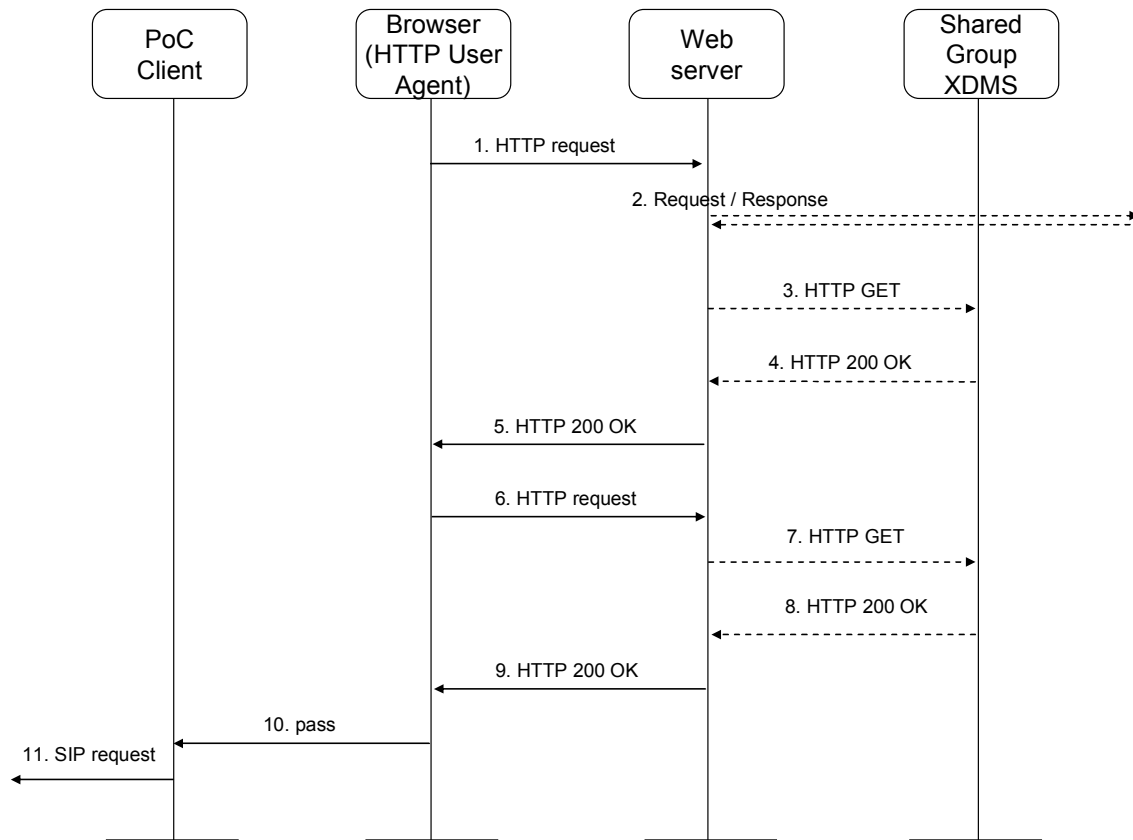 PoC
Client
Browser
(HTTP User
Agent)
Web
server
Shared
Group
XDMS
1. HTTP request
2. Request / Response
3. HTTP GET
4. HTTP 200 OK
5. HTTP 200 OK
6. HTTP request
7. HTTP GET
8. HTTP 200 OK
9. HTTP 200 OK
10. pass
11. SIP request